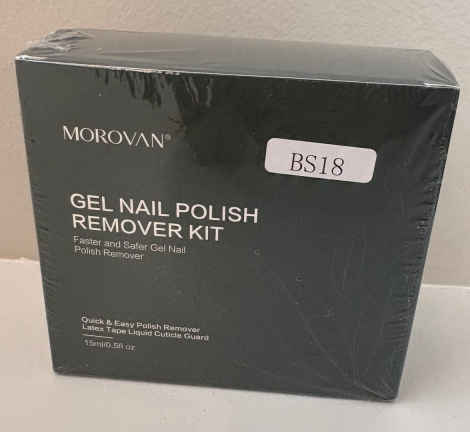 MOROVAN®
BS18
GEL NAIL POLISH
REMOVER KIT
Faster and Safer Gel Nail
Polish Remover
Quick & Easy Polish Remover
Latex Tape Liquid Cuticle Guard
15ml/0.5fl oz